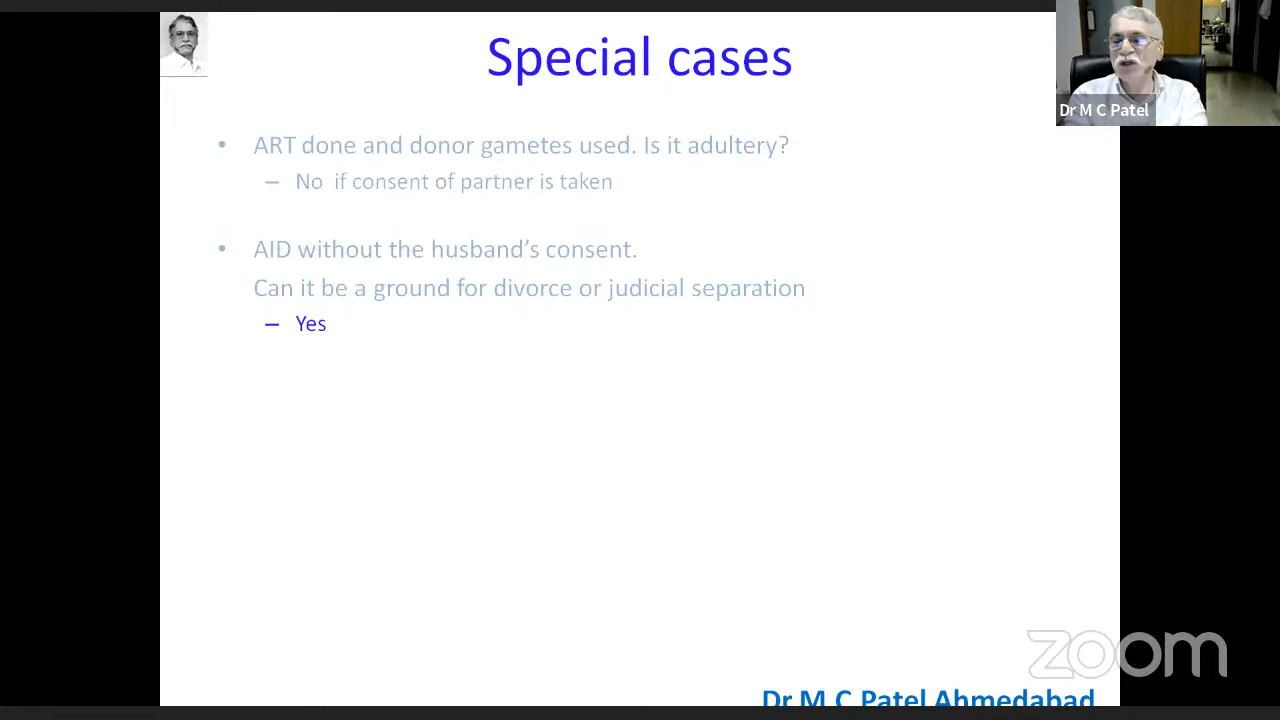 Special cases
Dr M C Patel
• ART done and donor gametes used. Is it adultery?
– No if consent of partner is taken
• AID without the husband’s consent.
Can it be a ground for divorce or judicial separation
– Yes
zoom
Dr M C Patel Ahmedabad